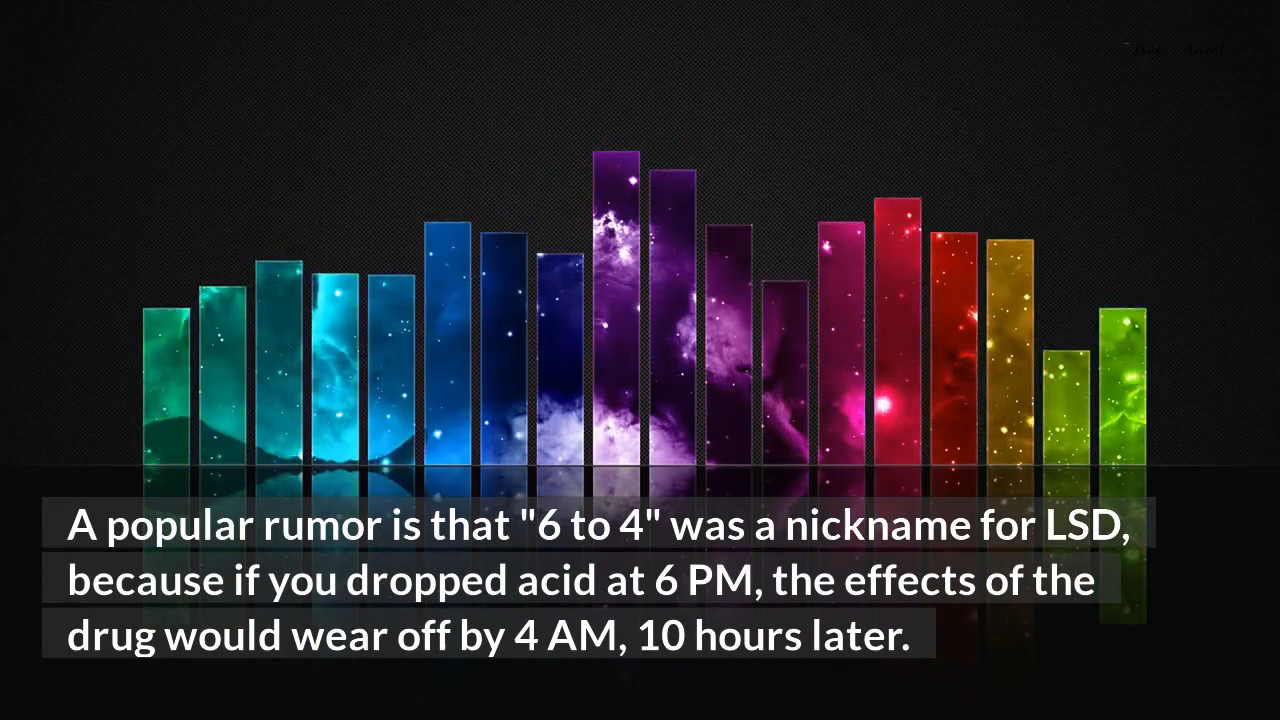 A popular rumor is that "6 to 4" was a nickname for LSD,
because if you dropped acid at 6 PM, the effects of the
drug would wear off by 4 AM, 10 hours later.